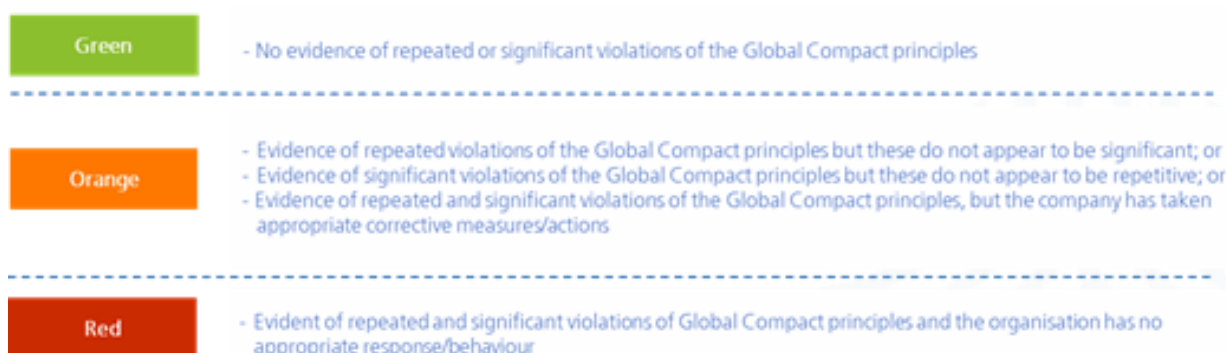 Green
- No evidence of repeated or significant violations of the Global Compact principles
Orange
- Evidence of repeated violations of the Global Compact principles but these do not appear to be significant; or
- Evidence of significant violations of the Global Compact principles but these do not appear to be repetitive; or
- Evidence of repeated and significant violations of the Global Compact principles, but the company has taken
appropriate corrective measures/actions
Red
- Evident of repeated and significant violations of Global Compact principles and the organisation has no
appropriate response/behaviour